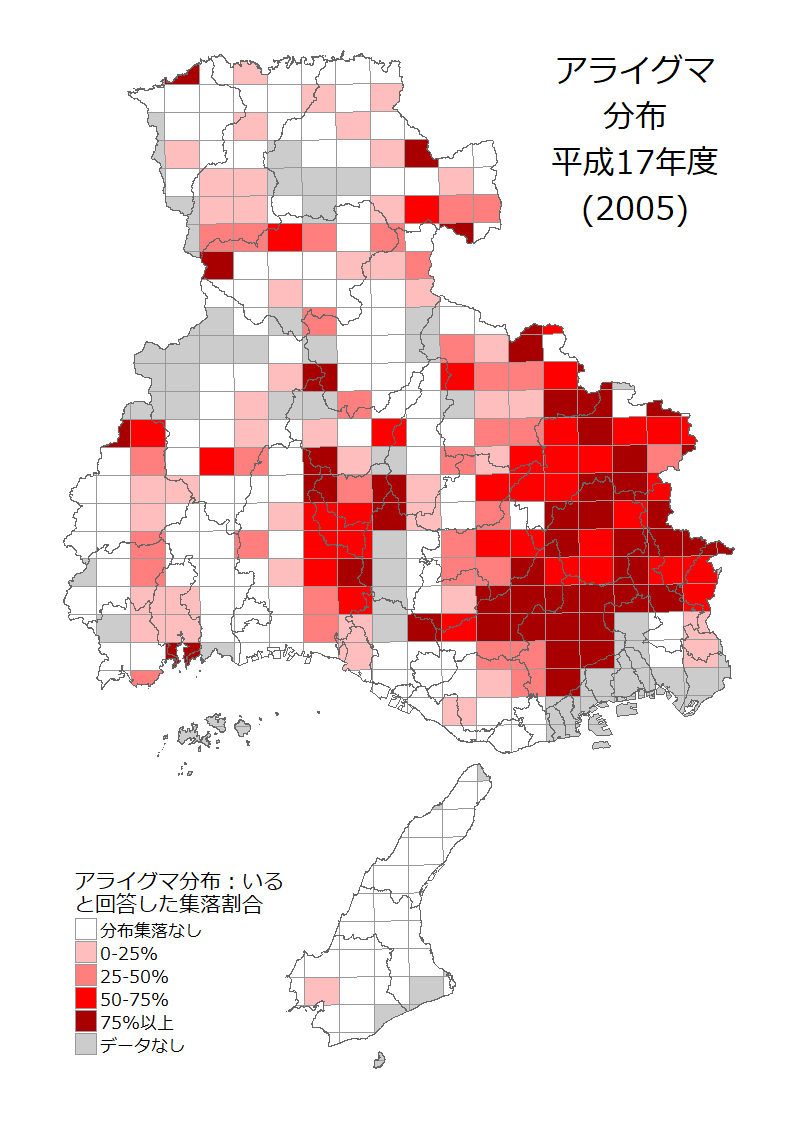 アライグマ
分布
平成17年度
(2005)
アライグマ分布：いる
と回答した集落割合
分布集落なし
0-25%
25-50%
50-75%
75%以上
データなし